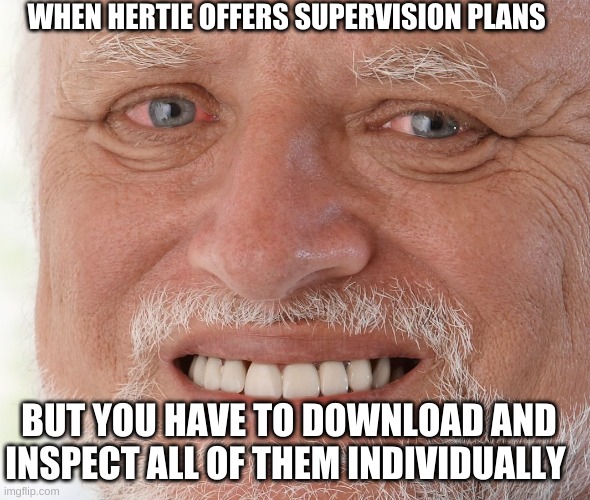 WHEN HERTIE OFFERS SUPERVISION PLANS
BUT YOU HAVE TO DOWNLOAD AND
INSPECT ALL OF THEM INDIVIDUALLY
imgflip.com